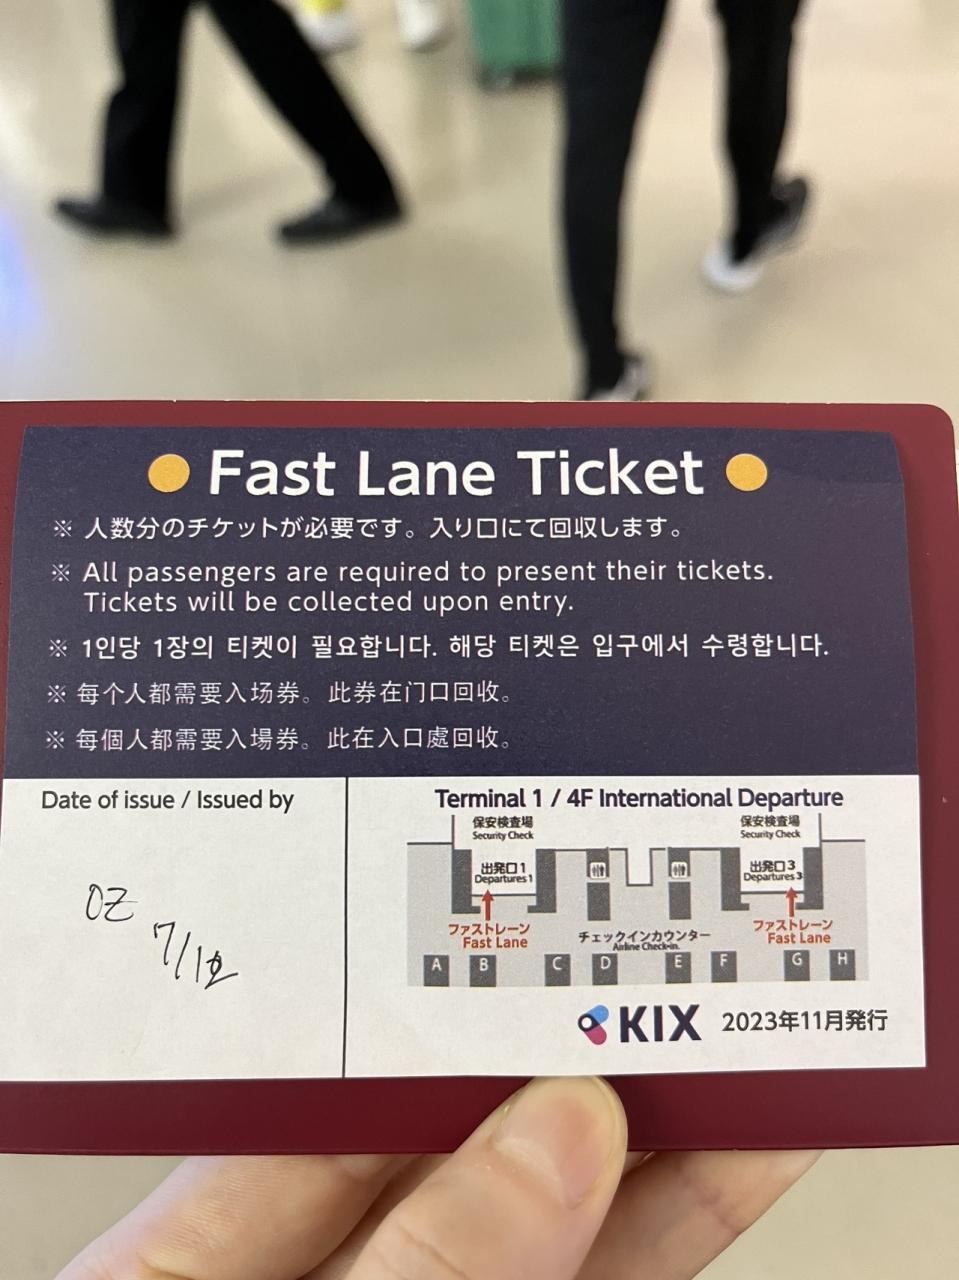 Fast Lane Ticket
※ 人数分のチケットが必要です。入り口にて回収します。
※ All passengers are required to present their tickets.
Tickets will be collected upon entry.
※ 1인당 1장의 티켓이 필요합니다. 해당 티켓은 입구에서 수령합니다.
※ 每个人都需要入场券。此券在门口回收。
※ 每個人都需要入場券。此在入口處回收。
Date of issue / Issued by
OZ
7/12
Terminal 1 / 4F International Departure
保安検査場
Security Check
保安検査場
Security Check
出発口1
Departures 1
出発口3
Departures 3
ファストレーン
Fast Lane
チェックインカウンター
Airline Check-in.
ファストレーン
Fast Lane
A B C D E F G H
KIX 2023年11月発行